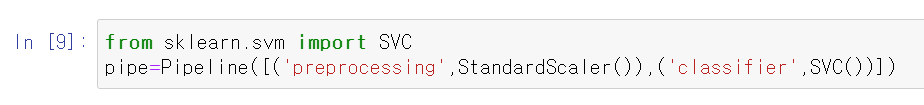 In [9]: from sklearn.svm import SVC
pipe=Pipeline([('preprocessing',StandardScaler()),('classifier',SVC())])